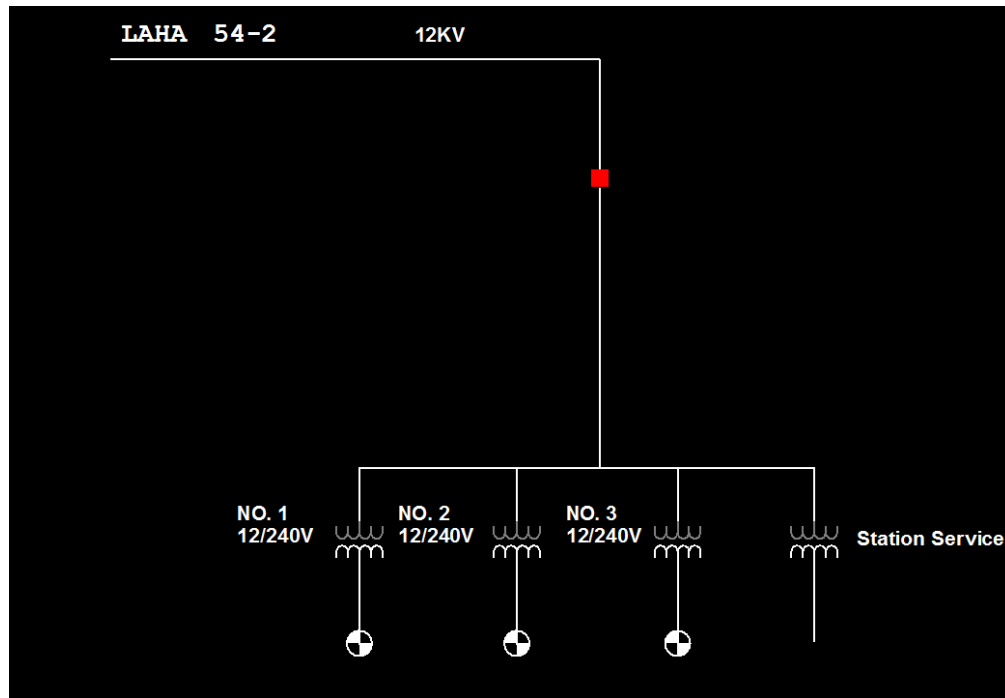 LAHA 54-2 12KV
NO. 1
12/240V
NO. 2
12/240V
NO. 3
12/240V
Station Service